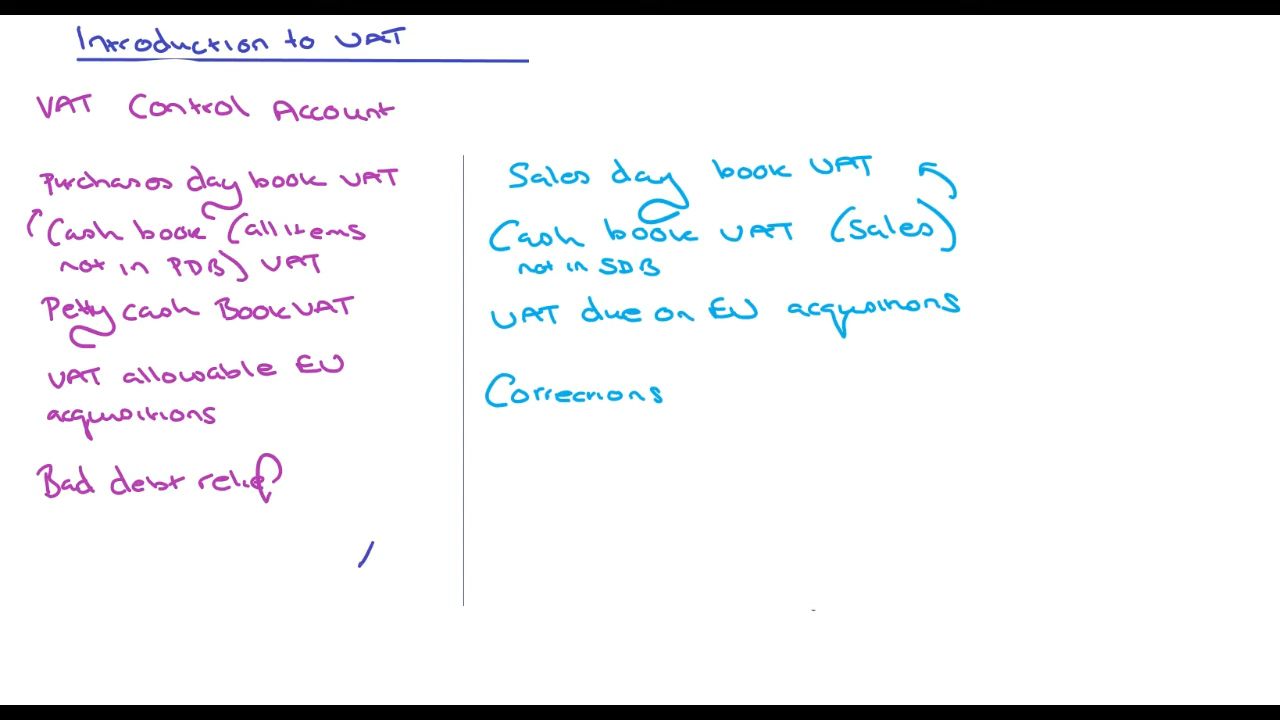 Introduction to VAT
VAT Control Account
Purchases day book VAT
Cash book (all items
not in PDB) VAT
Petty cash Book VAT
VAT allowable EU
acquisitions
Bad debt relief
Sales day book VAT
Cash book VAT (Sales)
not in SDB
VAT due on EU acquisitions
Corrections